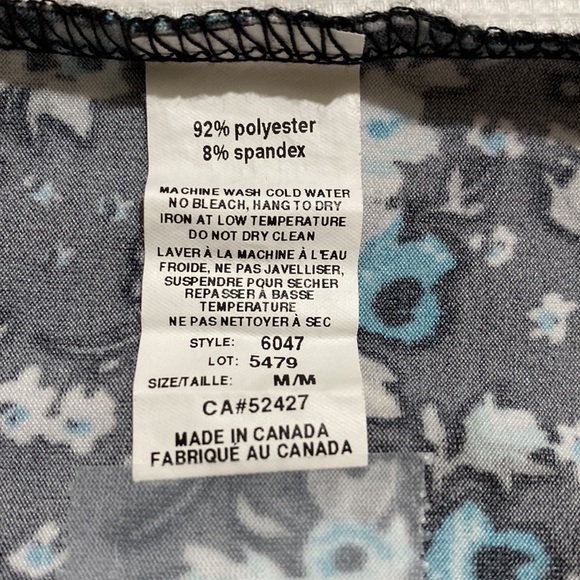 92% polyester
8% spandex
MACHINE WASH COLD WATER
NO BLEACH, HANG TO DRY
IRON AT LOW TEMPERATURE
DO NOT DRY CLEAN
LAVER À LA MACHINE À L'EAU
FROIDE, NE PAS JAVELLISER,
SUSPENDRE POUR SECHER
REPASSER À BASSE
TEMPERATURE
NE PAS NETTOYER À SEC
STYLE: 6047
LOT: 5479
SIZE/TAILLE: M/M
CA#52427
MADE IN CANADA
FABRIQUÉ AU CANADA